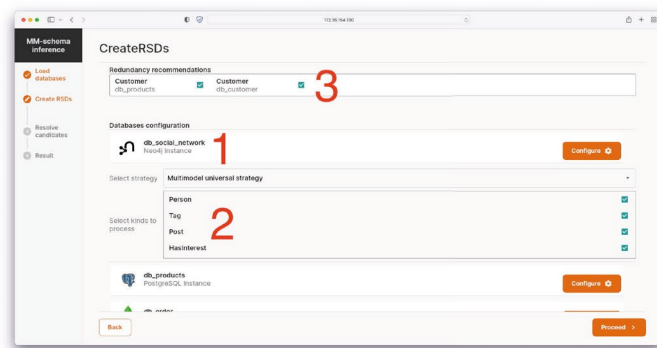 MM-schema
inference
Load
databases
Create RSDs
Resolve
candidates
Result
CreateRSDs
Redundancy recommendations
Customer
db_products
Customer
db_customer
3
Databases configuration
db_social_network
Neo4j Instance
1
Configure
Select strategy
Multimodel universal strategy
Select kinds to
process
Person
Tag
Post
HasInterest
2
db_products
PostgreSQL Instance
Configure
Back
Proceed